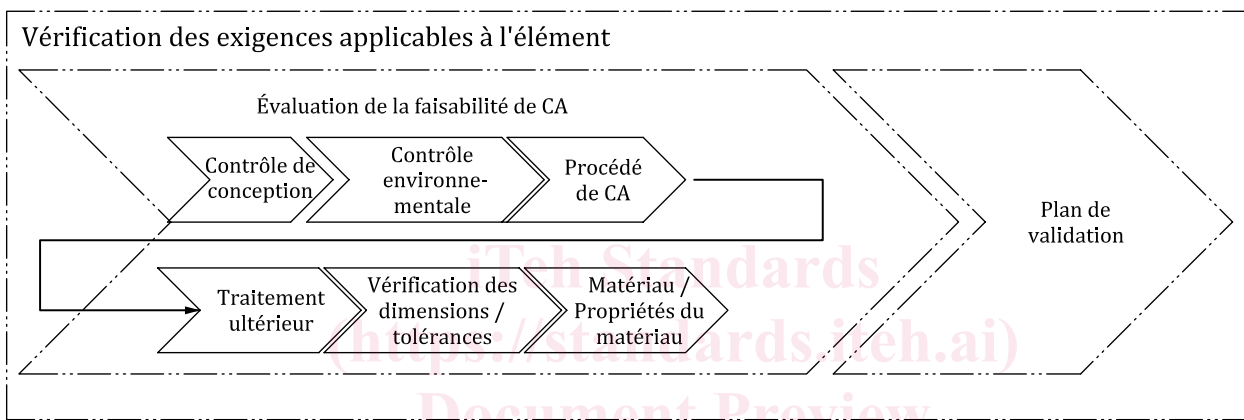 Vérification des exigences applicables à l'élément
Évaluation de la faisabilité de CA
Contrôle de
conception
Contrôle
environne-
mentale
Procédé
de CA
Traitement
ultérieur
Vérification des
dimensions /
tolérances
Matériau /
Propriétés du
matériau
Plan de
validation
iTeh Standards
(https://standards.iteh.ai)
Document Preview